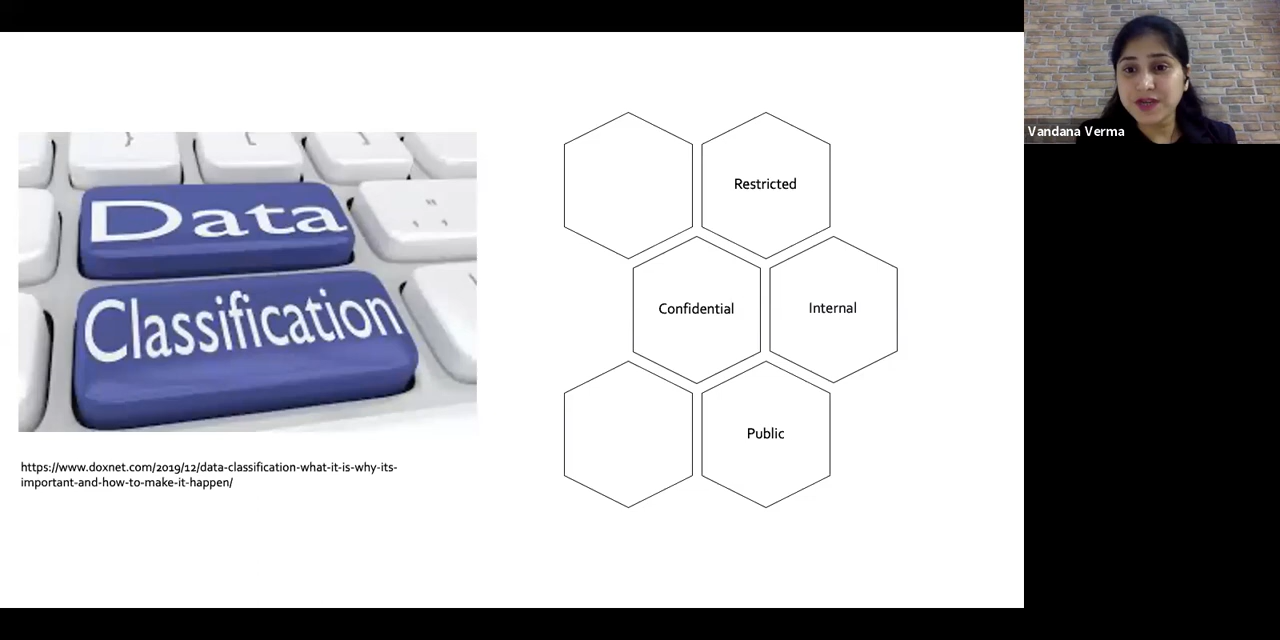 Data
Classification
https://www.doxnet.com/2019/12/data-classification-what-it-is-why-its-
important-and-how-to-make-it-happen/
Restricted
Confidential
Internal
Public
Vandana Verma